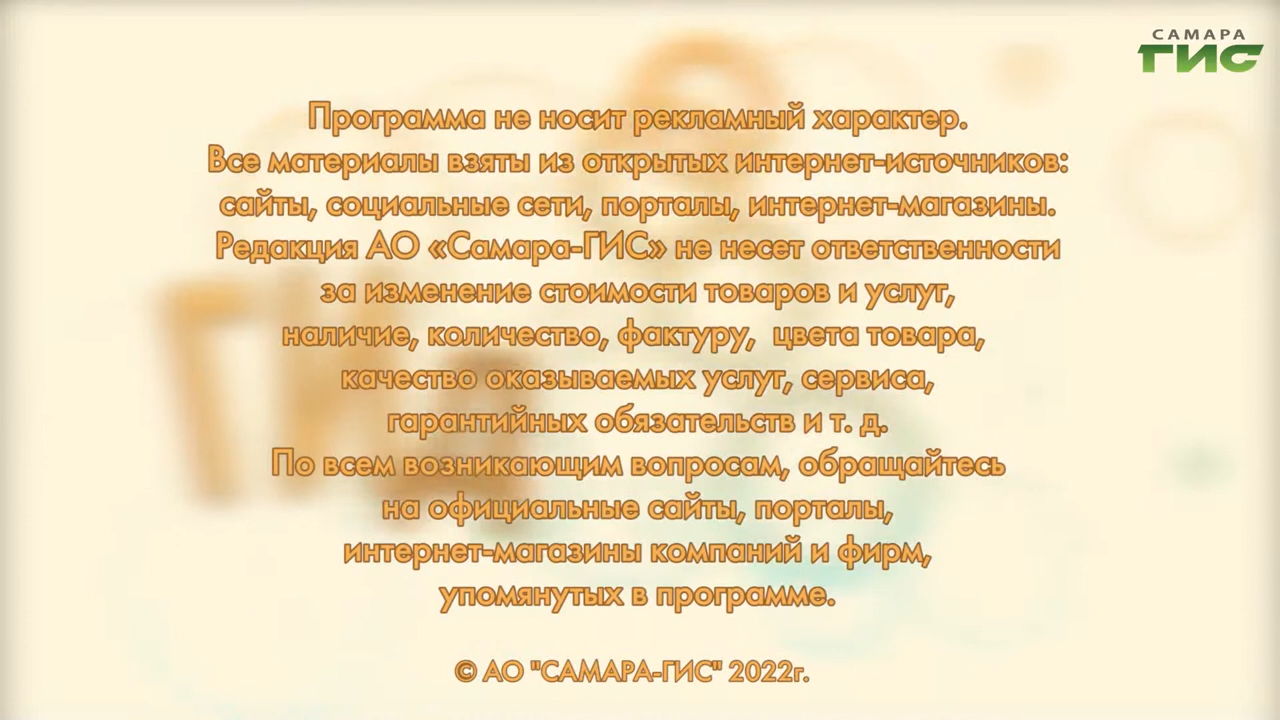 САМАРА
ГИС
Программа не носит рекламный характер.
Все материалы взяты из открытых интернет-источников:
сайты, социальные сети, порталы, интернет-магазины.
Редакция АО «Самара-ГИС» не несет ответственности
за изменение стоимости товаров и услуг,
наличие, количество, фактуру, цвета товара,
качество оказываемых услуг, сервиса,
гарантийных обязательств и т. д.
По всем возникающим вопросам, обращайтесь
на официальные сайты, порталы,
интернет-магазины компаний и фирм,
упомянутых в программе.
© АО "САМАРА-ГИС" 2022г.